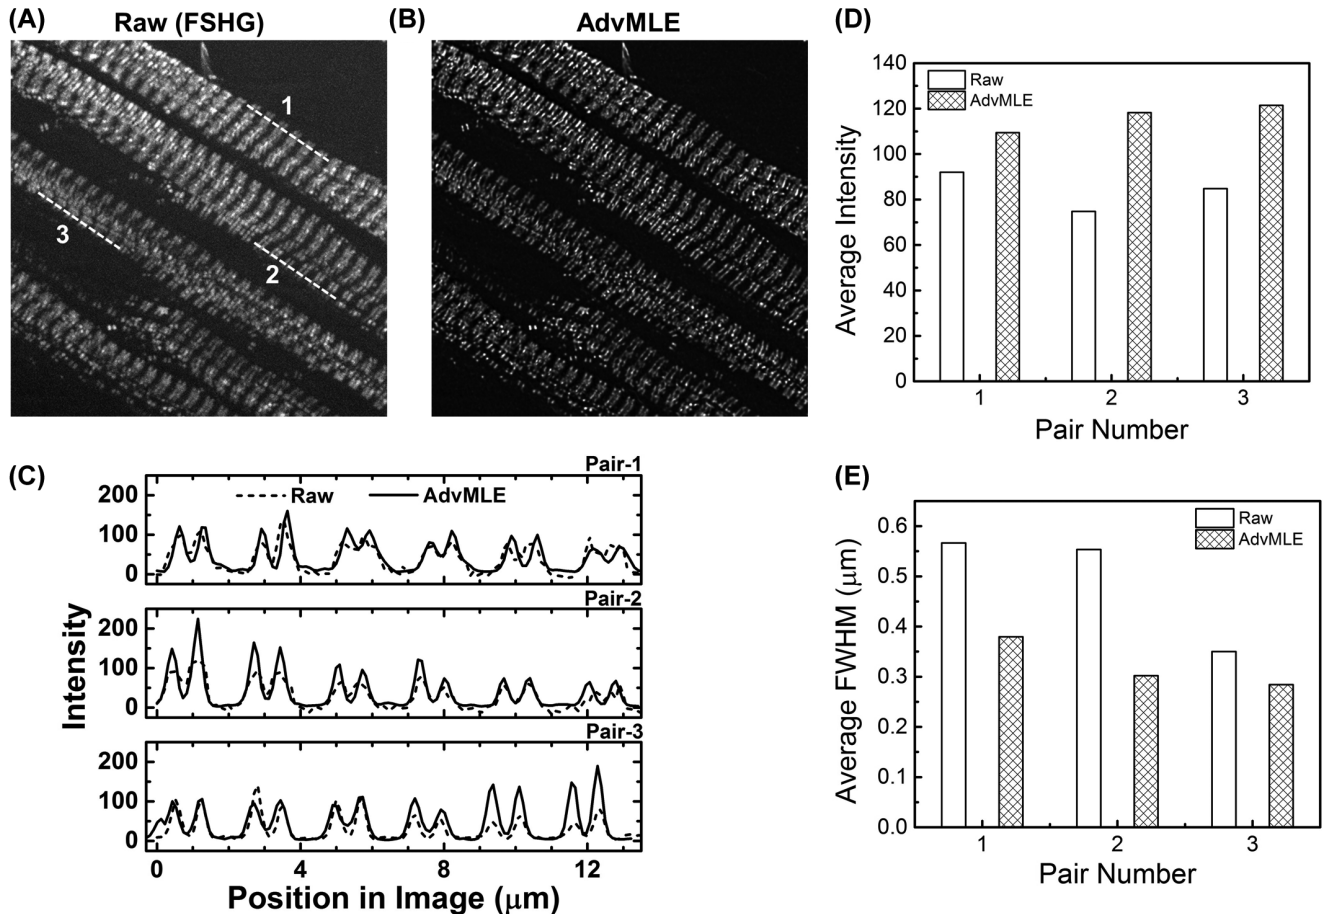 (A)
Raw (FSHG)
1
2
3
(B)
AdvMLE
(C)
Pair-1
Raw
AdvMLE
200
100
0
Pair-2
200
100
0
Pair-3
200
100
0
Intensity
0 4 8 12
Position in Image (μm)
(D)
Raw
AdvMLE
140
120
100
80
60
40
20
0
Average Intensity
1 2 3
Pair Number
(E)
Raw
AdvMLE
0.6
0.5
0.4
0.3
0.2
0.1
0.0
Average FWHM (μm)
1 2 3
Pair Number